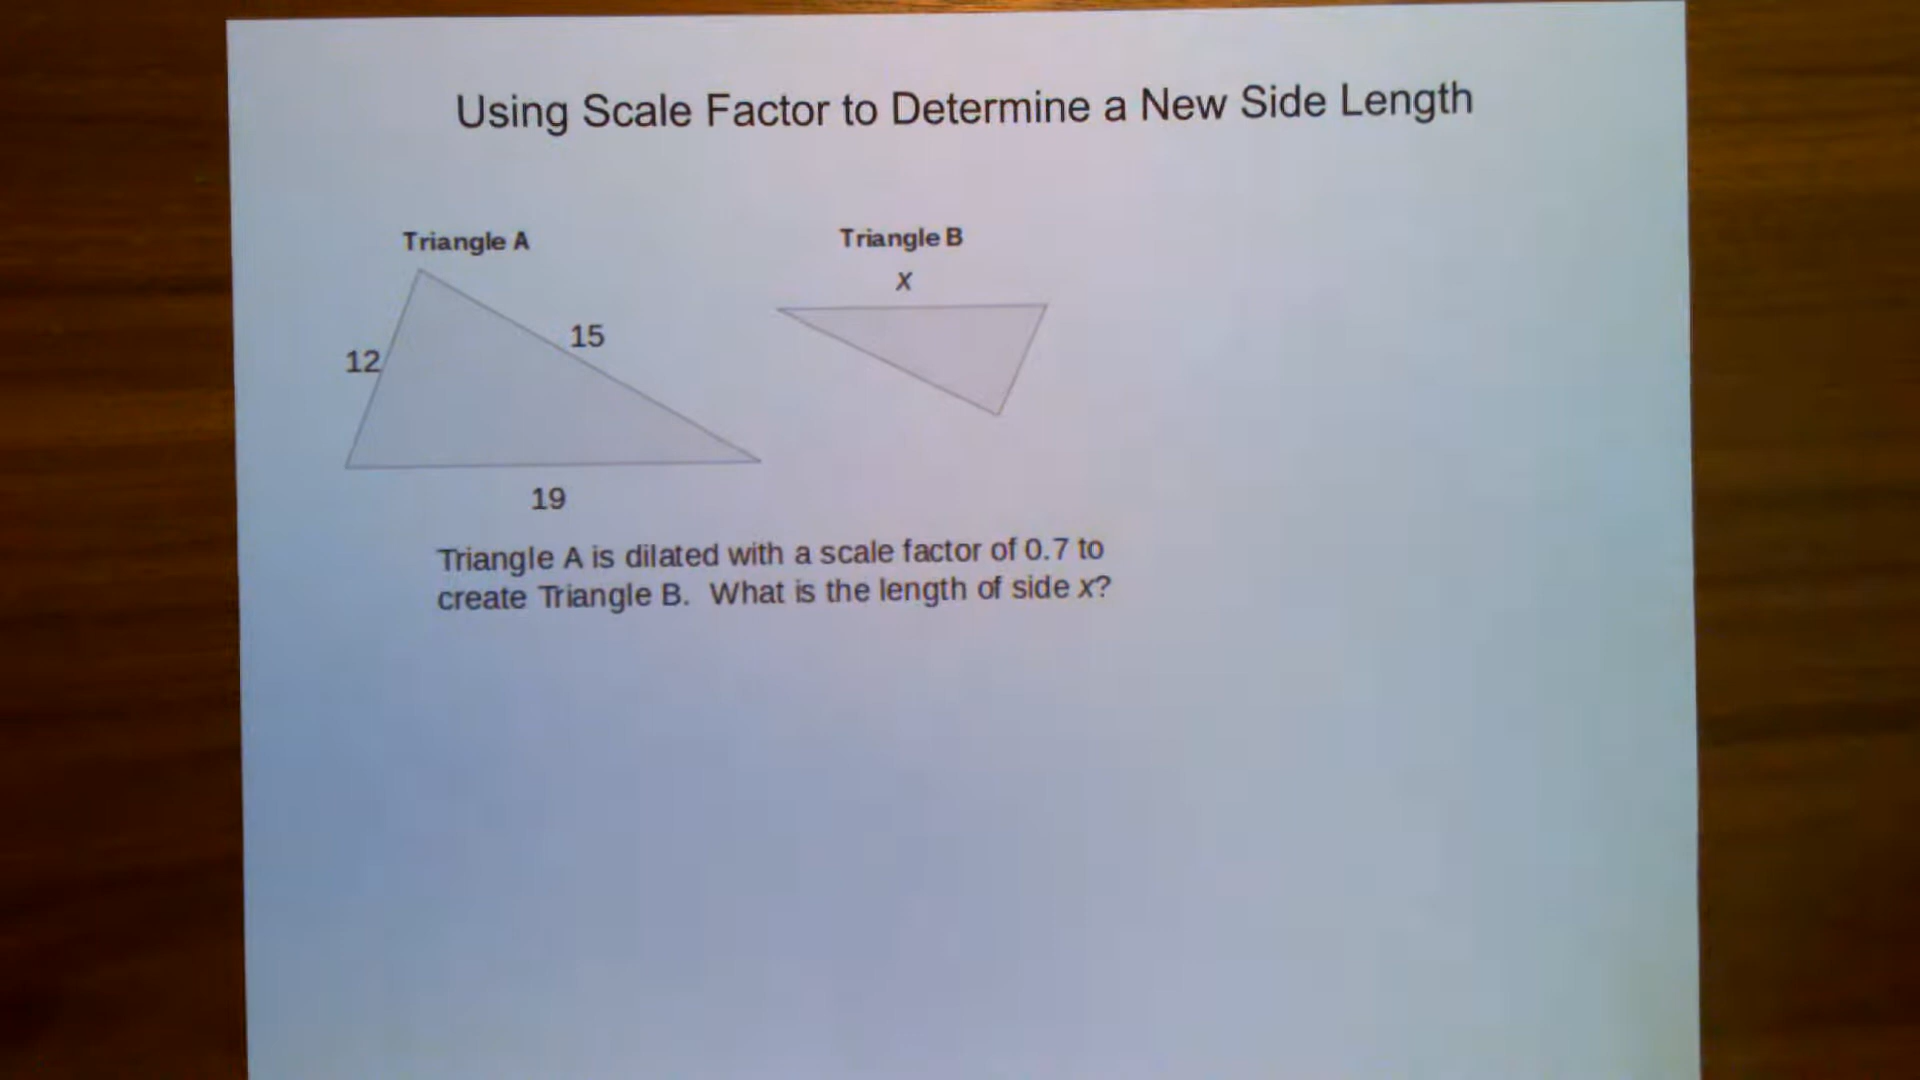 Using Scale Factor to Determine a New Side Length
Triangle A
Triangle B
x
12
15
19
Triangle A is dilated with a scale factor of 0.7 to
create Triangle B.  What is the length of side x?